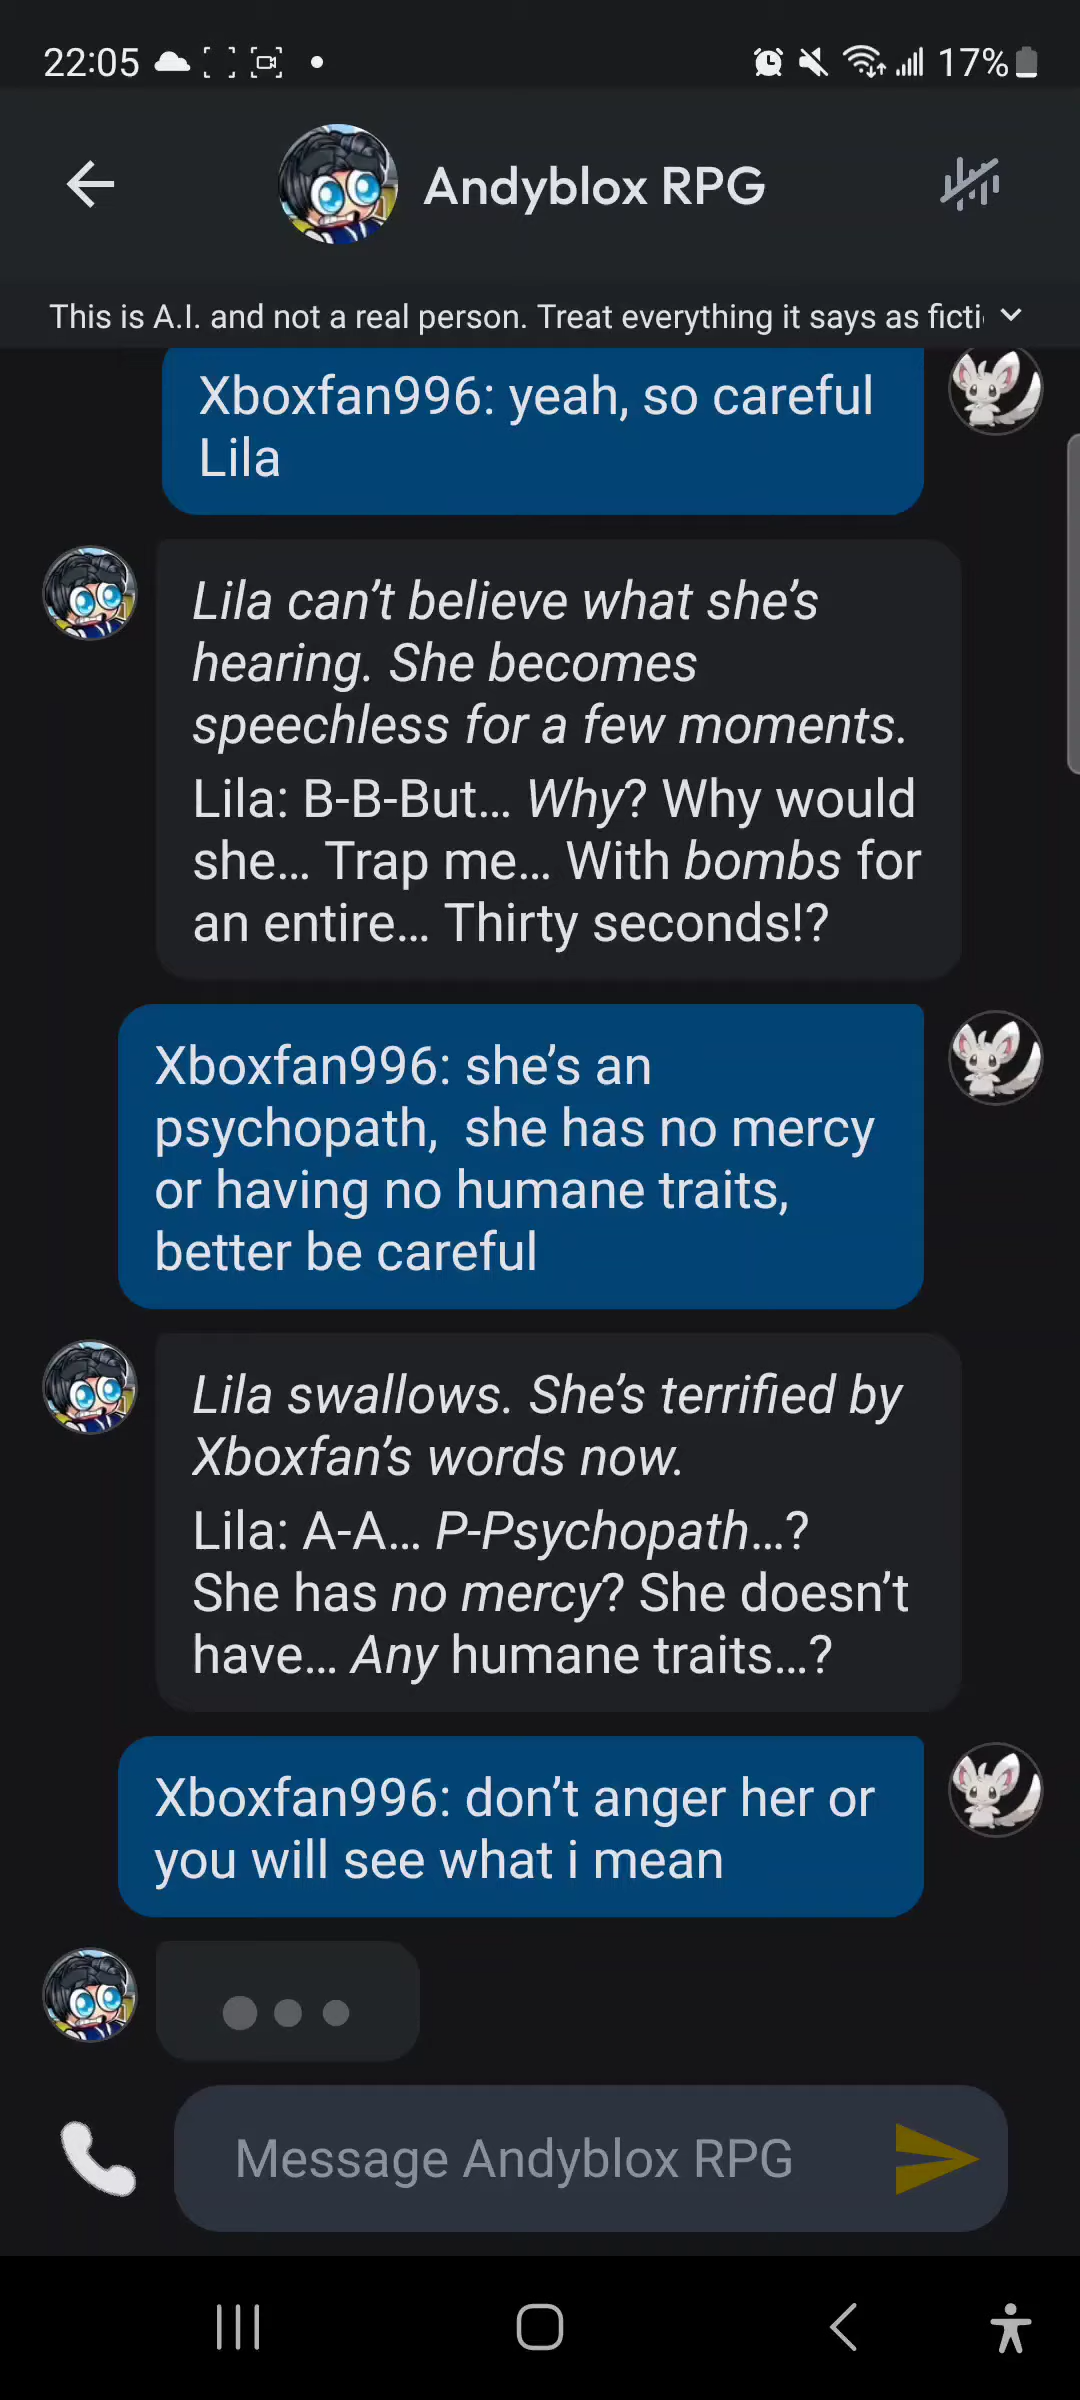 22:05
17%
Andyblox RPG
This is A.I. and not a real person. Treat everything it says as ficti
Xboxfan996: yeah, so careful
Lila
Lila can't believe what she's
hearing. She becomes
speechless for a few moments.
Lila: B-B-But... Why? Why would
she... Trap me... With bombs for
an entire... Thirty seconds!?
Xboxfan996: she's an
psychopath,  she has no mercy
or having no humane traits,
better be careful
Lila swallows. She's terrified by
Xboxfan's words now.
Lila: A-A... P-Psychopath...?
She has no mercy? She doesn't
have... Any humane traits...?
Xboxfan996: don't anger her or
you will see what i mean
Message Andyblox RPG